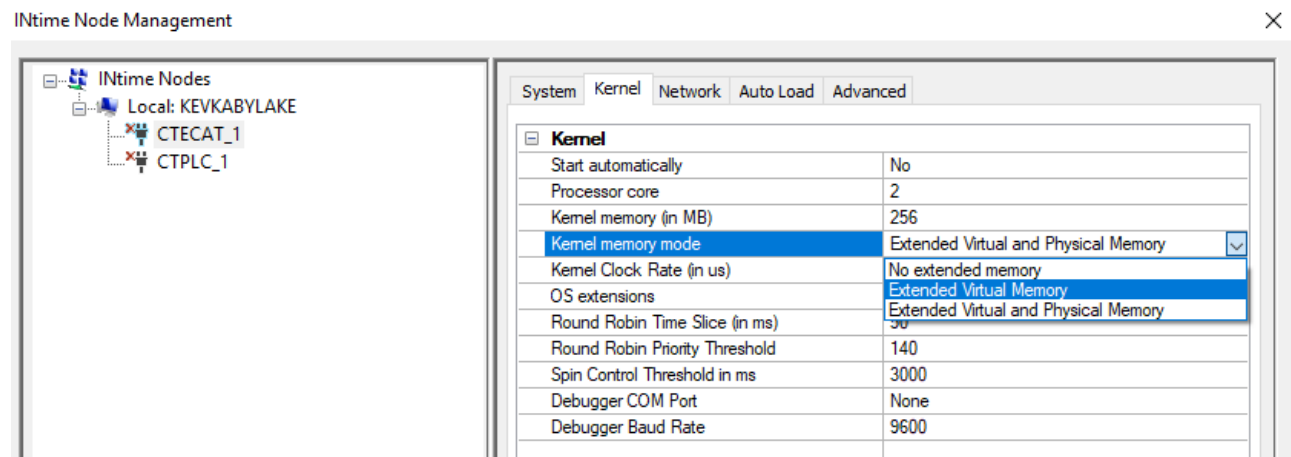 INtime Node Management
INtime Nodes
Local: KEVKABYLAKE
CTECAT_1
CTPLC_1
System Kernel Network Auto Load Advanced
Kernel
Start automatically No
Processor core 2
Kernel memory (in MB) 256
Kernel memory mode Extended Virtual and Physical Memory
Kernel Clock Rate (in us) No extended memory
OS extensions Extended Virtual Memory
Extended Virtual and Physical Memory
Round Robin Time Slice (in ms)
Round Robin Priority Threshold 140
Spin Control Threshold in ms 3000
Debugger COM Port None
Debugger Baud Rate 9600